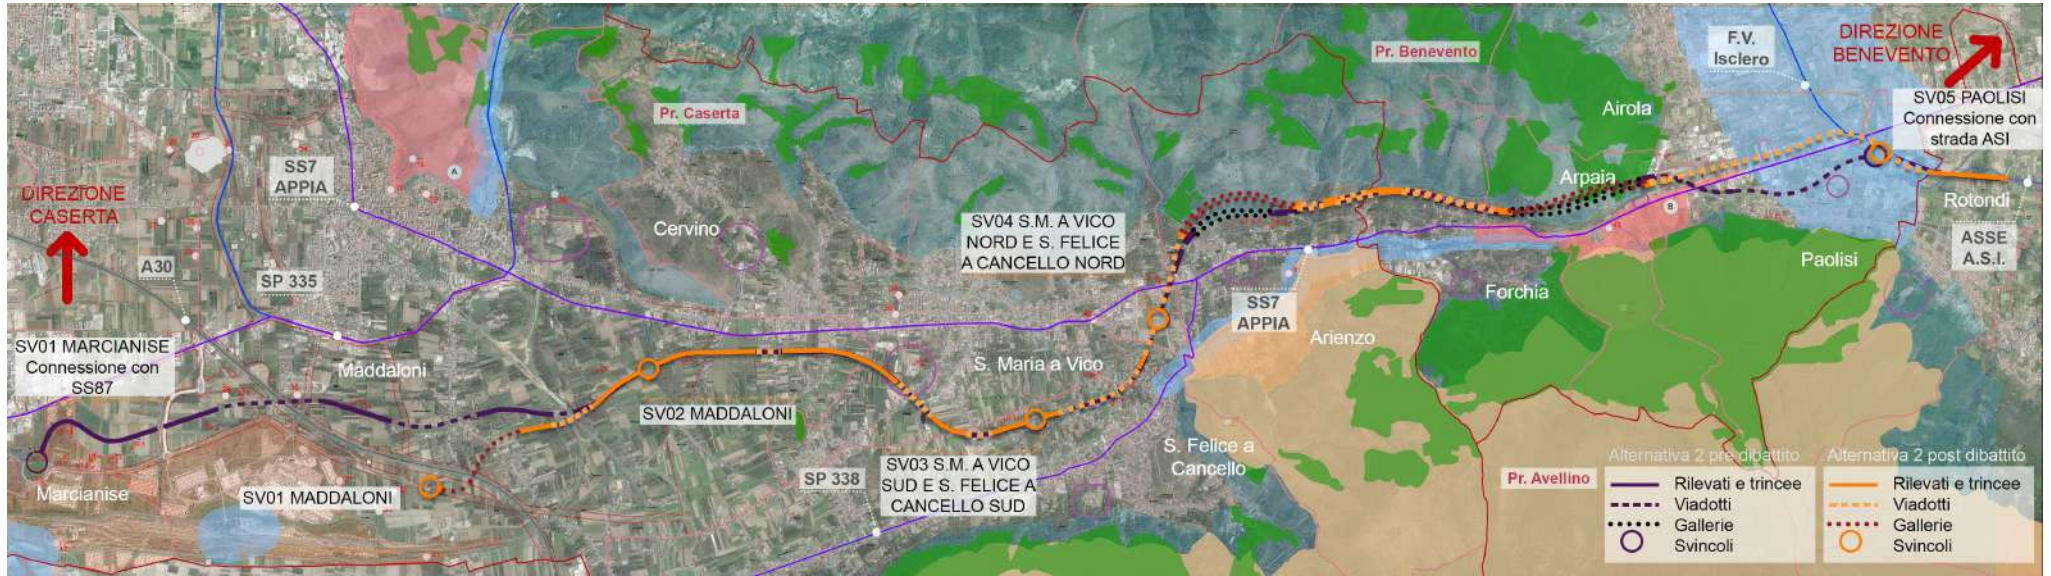 DIREZIONE
CASERTA
A30
SS7
APPIA
SP 335
SV01 MARCIANISE
Connessione con
SS87
Marcianise
Maddaloni
SV01 MADDALONI
SV02 MADDALONI
A
Pr. Caserta
Cervino
SV04 S.M. A VICO
NORD E S. FELICE
A CANCELLO NORD
S. Maria a Vico
SV03 S.M. A VICO
SUD E S. FELICE A
CANCELLO SUD
SP 338
S. Felice a
Cancello
SS7
APPIA
Arienzo
Forchia
Pr. Benevento
Airola
Arpaia
B
F.V.
Isclero
DIREZIONE
BENEVENTO
SV05 PAOLISI
Connessione con
strada ASI
Rotondi
ASSE
A.S.I.
Paolisi
Pr. Avellino
Alternativa 2 pre dibattito
Rilevati e trincee
Viadotti
Gallerie
Svincoli
Alternativa 2 post dibattito
Rilevati e trincee
Viadotti
Gallerie
Svincoli